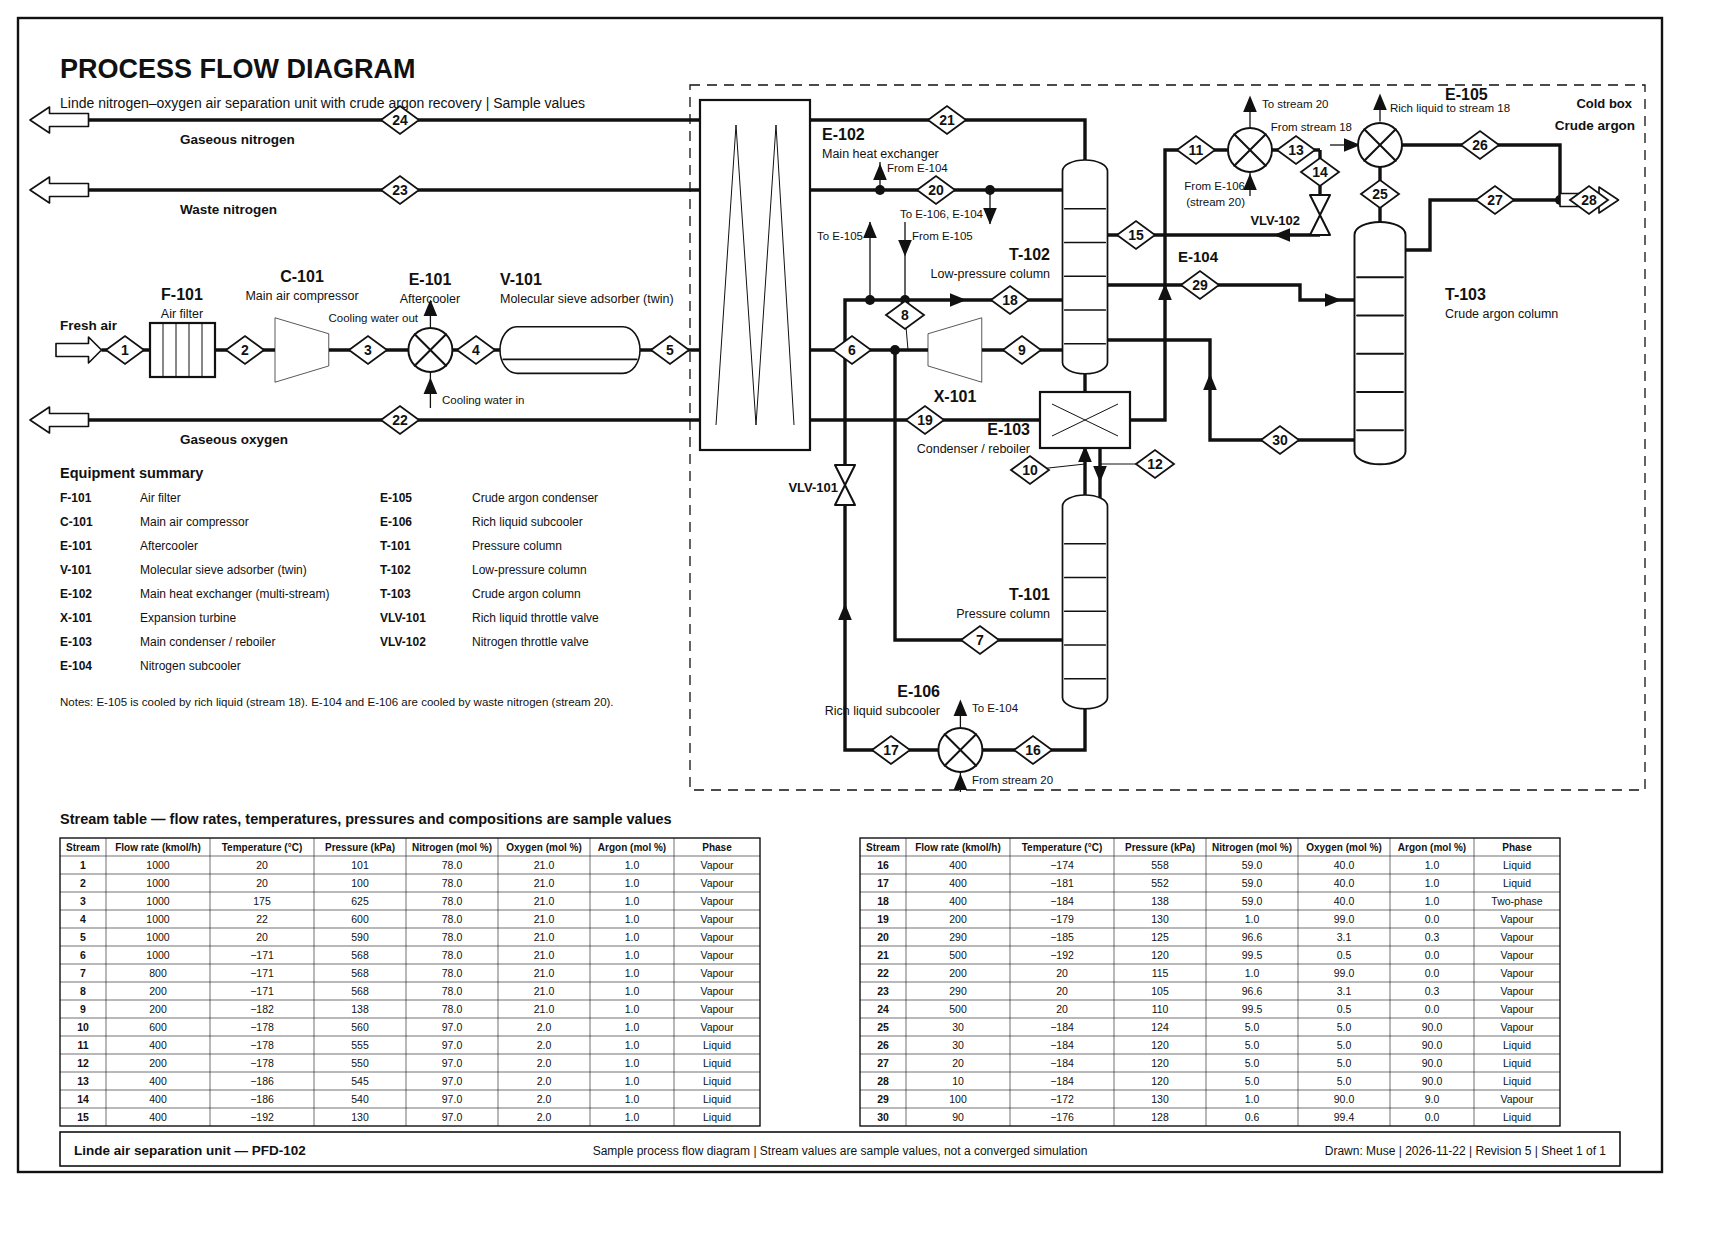 PROCESS FLOW DIAGRAM
Linde nitrogen–oxygen air separation unit with crude argon recovery | Sample values
24
Gaseous nitrogen
23
Waste nitrogen
C-101
Main air compressor
E-101
Aftercooler
V-101
Molecular sieve adsorber (twin)
F-101
Air filter
Cooling water out
Fresh air
1
2
3
4
5
Cooling water in
22
Gaseous oxygen
E-102
Main heat exchanger
21
From E-104
20
To E-106, E-104
To E-105
From E-105
T-102
Low-pressure column
18
8
6
9
X-101
19
E-103
Condenser / reboiler
10
12
VLV-101
T-101
Pressure column
7
E-106
Rich liquid subcooler
To E-104
17
16
From stream 20
To stream 20
From stream 18
11
13
14
From E-106
(stream 20)
VLV-102
15
E-104
29
E-105
Rich liquid to stream 18
Cold box
Crude argon
26
25
27
28
T-103
Crude argon column
30
Equipment summary
F-101 Air filter E-105 Crude argon condenser
C-101 Main air compressor E-106 Rich liquid subcooler
E-101 Aftercooler T-101 Pressure column
V-101 Molecular sieve adsorber (twin) T-102 Low-pressure column
E-102 Main heat exchanger (multi-stream) T-103 Crude argon column
X-101 Expansion turbine VLV-101 Rich liquid throttle valve
E-103 Main condenser / reboiler VLV-102 Nitrogen throttle valve
E-104 Nitrogen subcooler
Notes: E-105 is cooled by rich liquid (stream 18). E-104 and E-106 are cooled by waste nitrogen (stream 20).
Stream table — flow rates, temperatures, pressures and compositions are sample values
Stream Flow rate (kmol/h) Temperature (°C) Pressure (kPa) Nitrogen (mol %) Oxygen (mol %) Argon (mol %) Phase
1 1000 20 101 78.0 21.0 1.0 Vapour
2 1000 20 100 78.0 21.0 1.0 Vapour
3 1000 175 625 78.0 21.0 1.0 Vapour
4 1000 22 600 78.0 21.0 1.0 Vapour
5 1000 20 590 78.0 21.0 1.0 Vapour
6 1000 −171 568 78.0 21.0 1.0 Vapour
7 800 −171 568 78.0 21.0 1.0 Vapour
8 200 −171 568 78.0 21.0 1.0 Vapour
9 200 −182 138 78.0 21.0 1.0 Vapour
10 600 −178 560 97.0 2.0 1.0 Vapour
11 400 −178 555 97.0 2.0 1.0 Liquid
12 200 −178 550 97.0 2.0 1.0 Liquid
13 400 −186 545 97.0 2.0 1.0 Liquid
14 400 −186 540 97.0 2.0 1.0 Liquid
15 400 −192 130 97.0 2.0 1.0 Liquid
Stream Flow rate (kmol/h) Temperature (°C) Pressure (kPa) Nitrogen (mol %) Oxygen (mol %) Argon (mol %) Phase
16 400 −174 558 59.0 40.0 1.0 Liquid
17 400 −181 552 59.0 40.0 1.0 Liquid
18 400 −184 138 59.0 40.0 1.0 Two-phase
19 200 −179 130 1.0 99.0 0.0 Vapour
20 290 −185 125 96.6 3.1 0.3 Vapour
21 500 −192 120 99.5 0.5 0.0 Vapour
22 200 20 115 1.0 99.0 0.0 Vapour
23 290 20 105 96.6 3.1 0.3 Vapour
24 500 20 110 99.5 0.5 0.0 Vapour
25 30 −184 124 5.0 5.0 90.0 Vapour
26 30 −184 120 5.0 5.0 90.0 Liquid
27 20 −184 120 5.0 5.0 90.0 Liquid
28 10 −184 120 5.0 5.0 90.0 Liquid
29 100 −172 130 1.0 90.0 9.0 Vapour
30 90 −176 128 0.6 99.4 0.0 Liquid
Linde air separation unit — PFD-102
Sample process flow diagram | Stream values are sample values, not a converged simulation
Drawn: Muse | 2026-11-22 | Revision 5 | Sheet 1 of 1